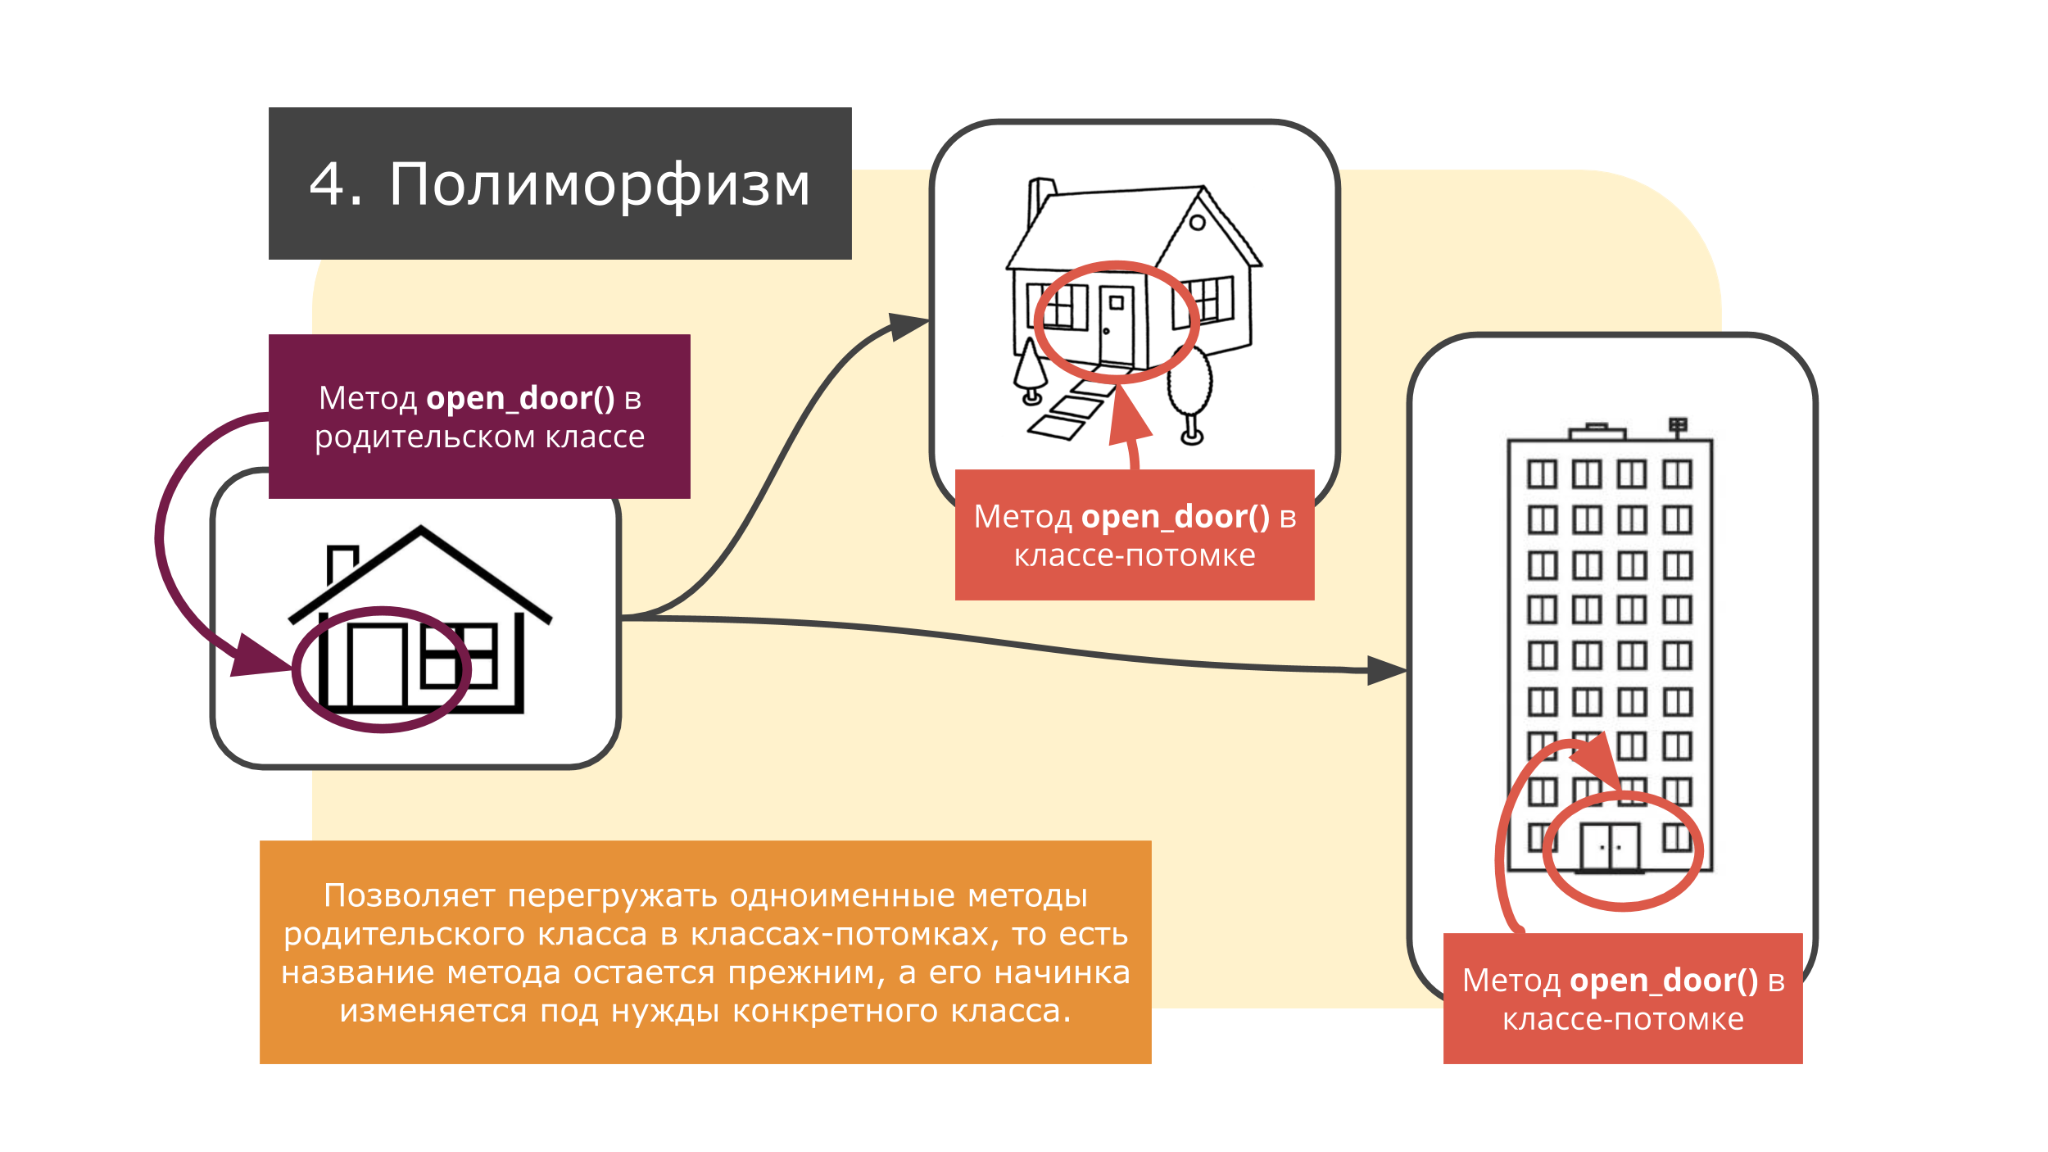 4. Полиморфизм
Метод open_door() в
родительском классе
Метод open_door() в
классе-потомке
Позволяет перегружать одноименные методы
родительского класса в классах-потомках, то есть
название метода остается прежним, а его начинка
изменяется под нужды конкретного класса.
Метод open_door() в
классе-потомке